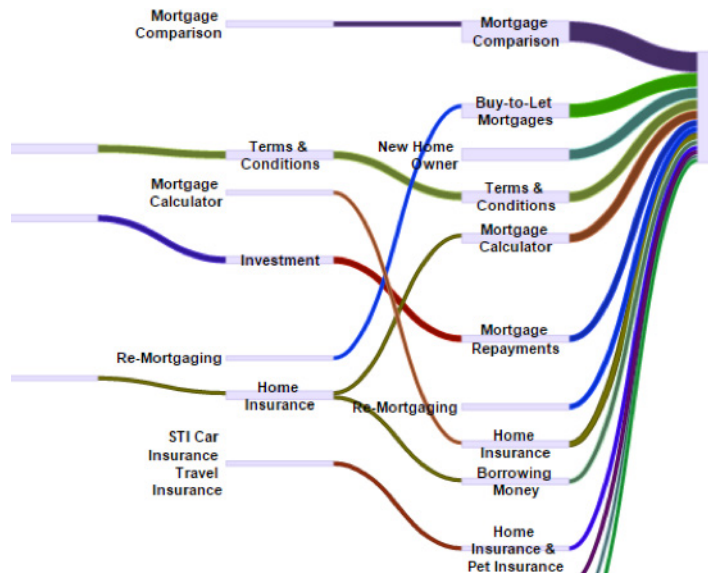 Mortgage
Comparison
Mortgage
Comparison
Buy-to-Let
Mortgages
Terms &
Conditions
New Home
Owner
Mortgage
Calculator
Terms &
Conditions
Mortgage
Calculator
Investment
Mortgage
Repayments
Re-Mortgaging
Home
Insurance
Re-Mortgaging
STI Car
Insurance
Travel
Insurance
Home
Insurance
Borrowing
Money
Home
Insurance &
Pet Insurance